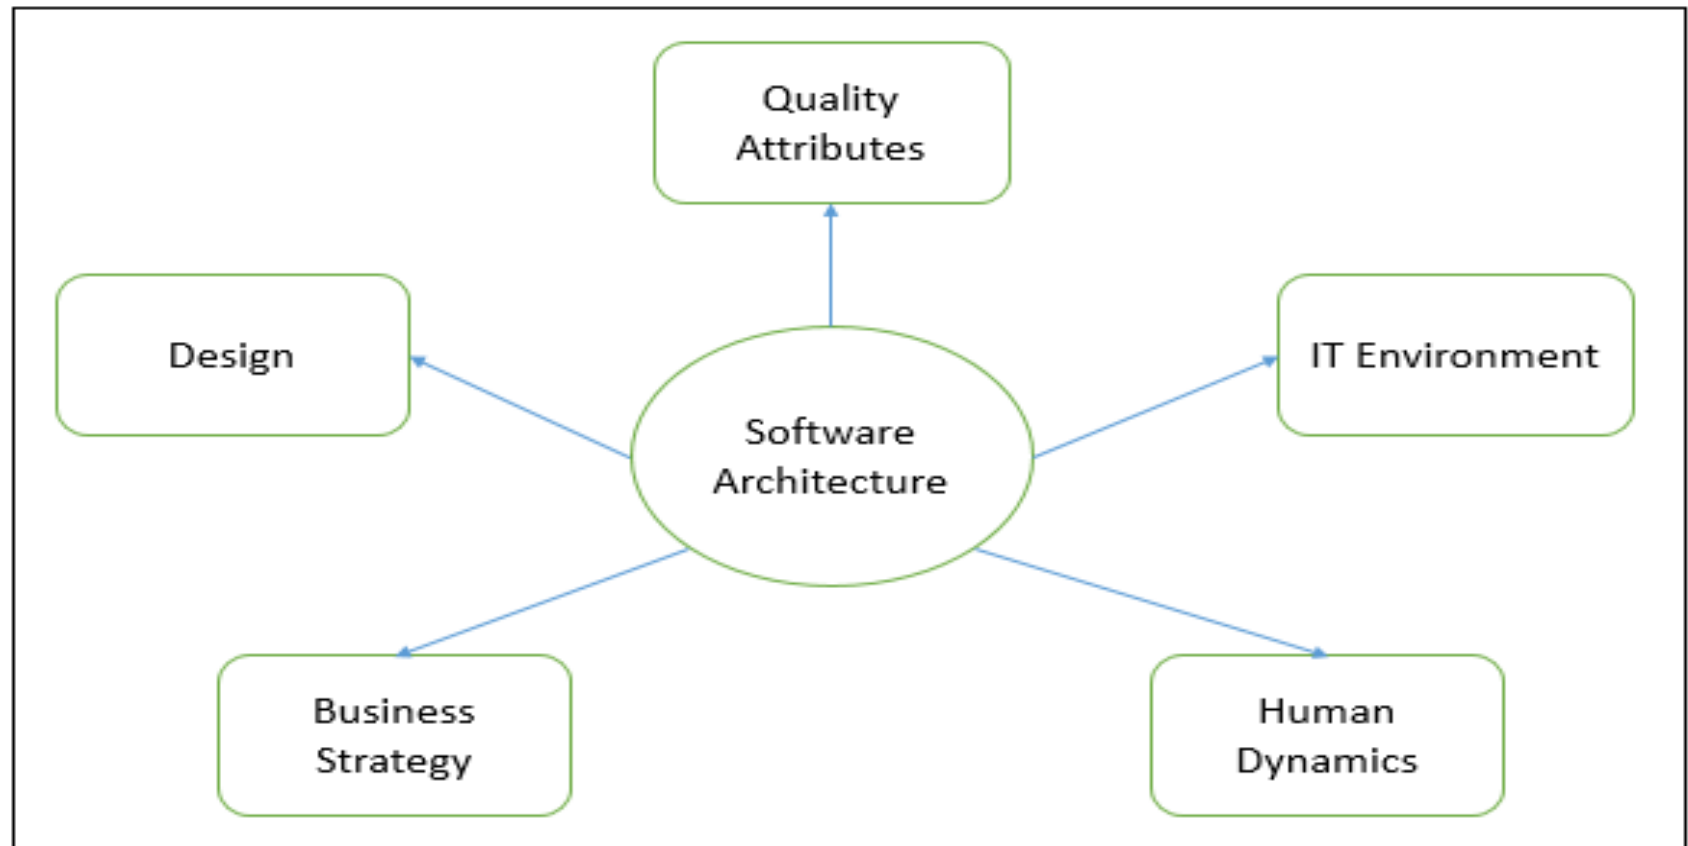 Quality
Attributes
Design
IT Environment
Software
Architecture
Business
Strategy
Human
Dynamics